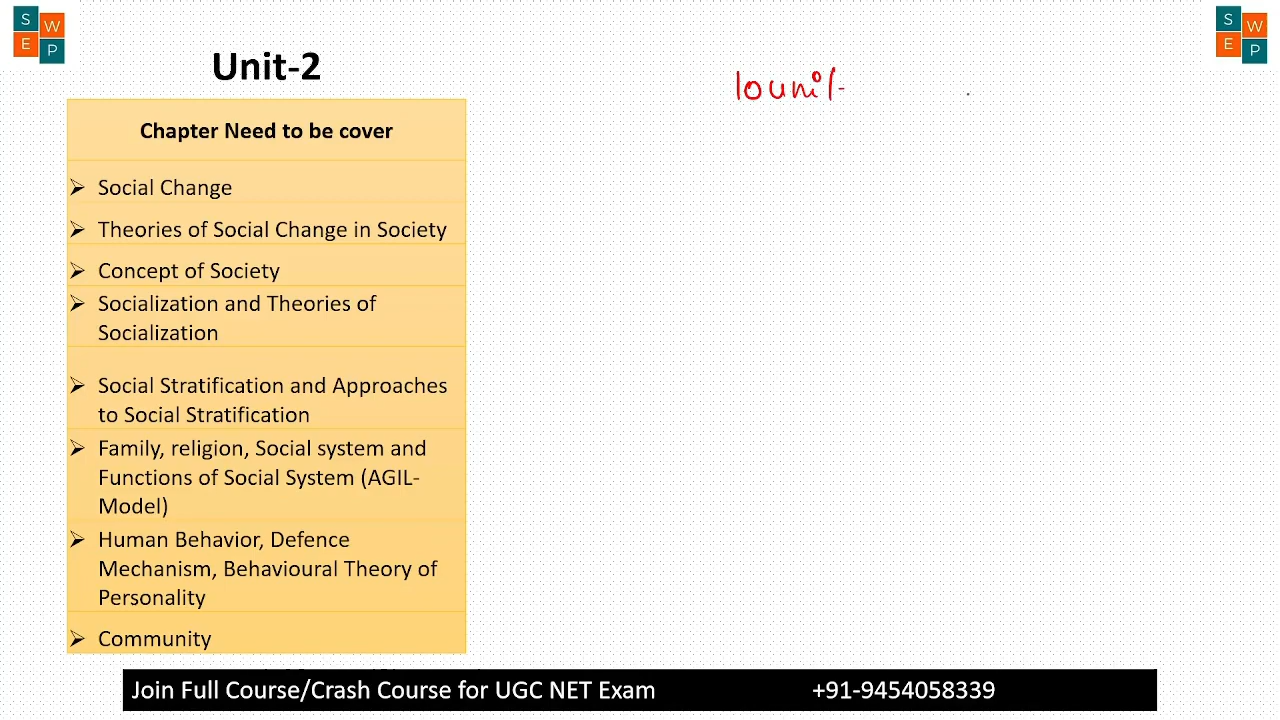 S W
E P
S W
E P
Unit-2
10 unit
Chapter Need to be cover
➢ Social Change
➢ Theories of Social Change in Society
➢ Concept of Society
➢ Socialization and Theories of
Socialization
➢ Social Stratification and Approaches
to Social Stratification
➢ Family, religion, Social system and
Functions of Social System (AGIL-
Model)
➢ Human Behavior, Defence
Mechanism, Behavioural Theory of
Personality
➢ Community
Join Full Course/Crash Course for UGC NET Exam +91-9454058339